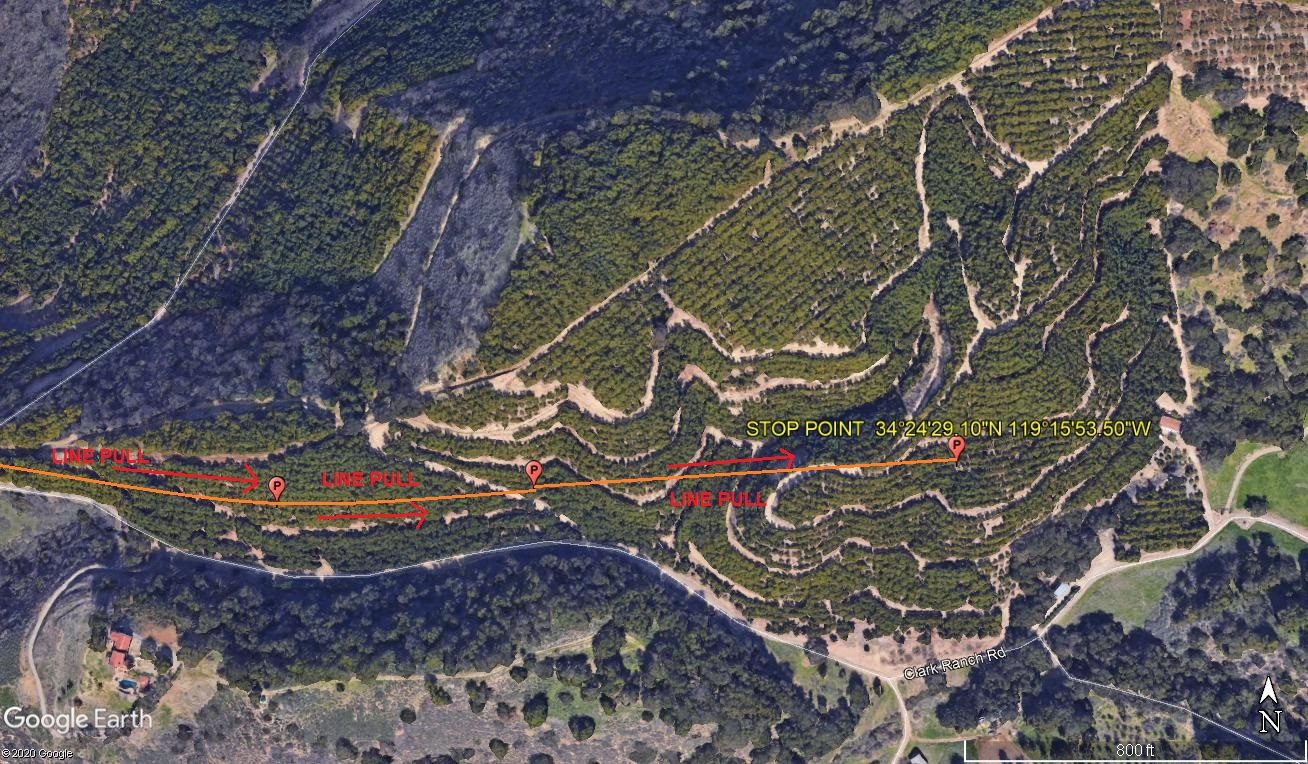 STOP POINT 34°24'29.10"N 119°15'53.50"W
P
LINE PULL
P
LINE PULL
P
LINE PULL
Clark Ranch Rd
Google Earth
N
© 2020 Google
800 ft